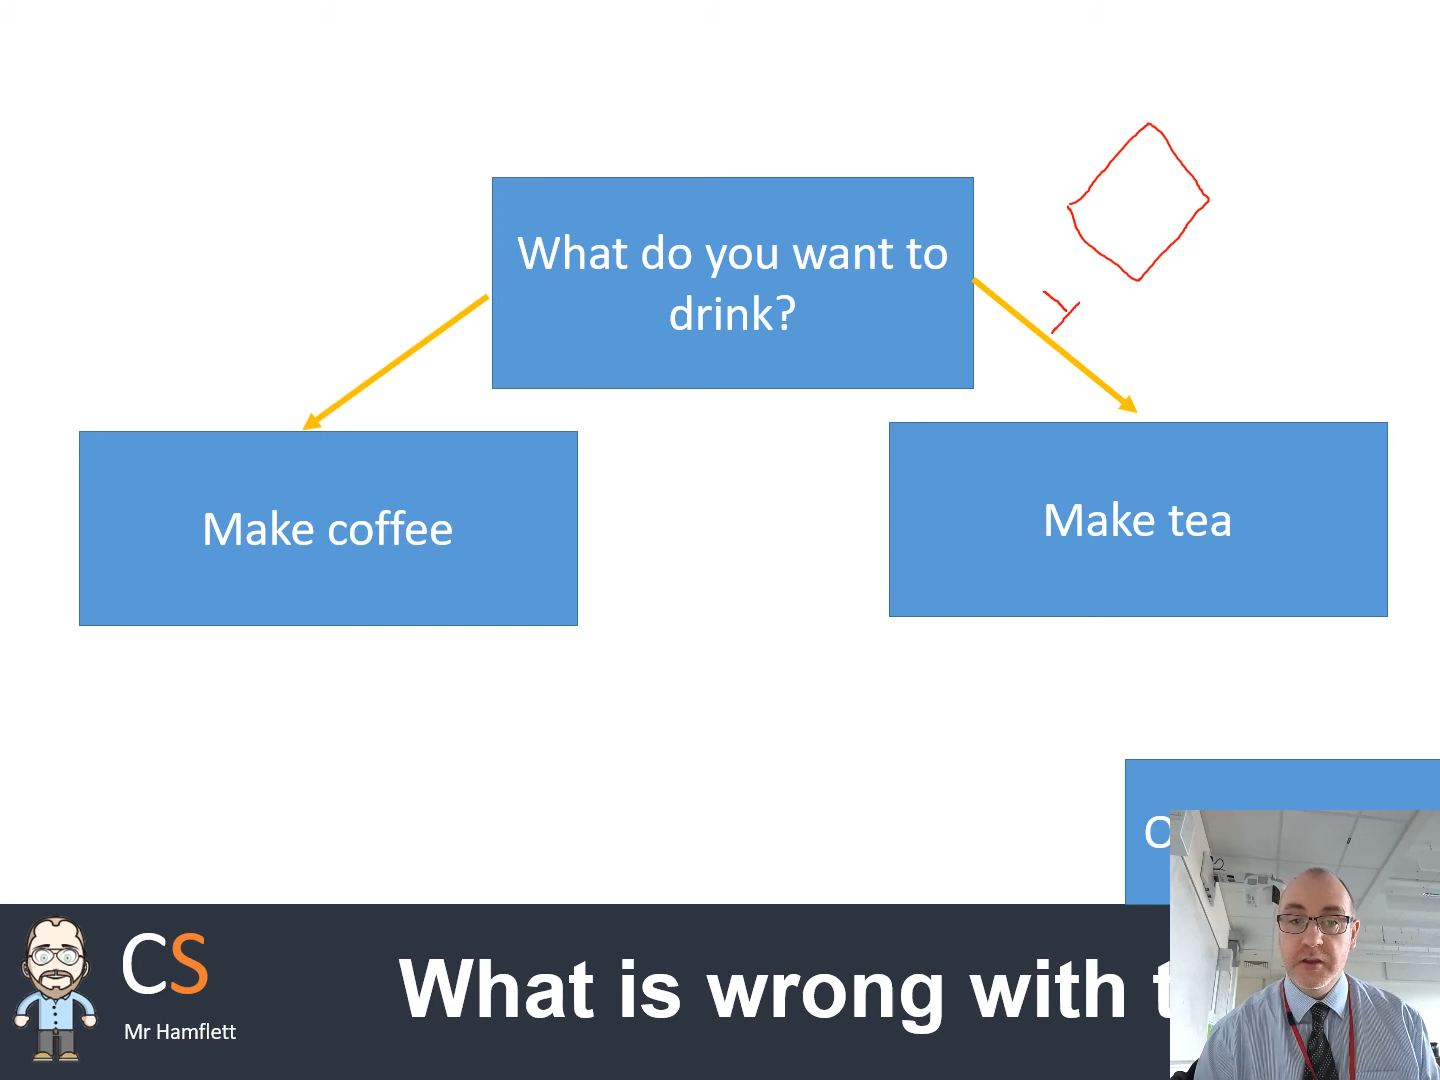 What do you want to
drink?
Make coffee
Make tea
CS
Mr Hamflett
What is wrong with